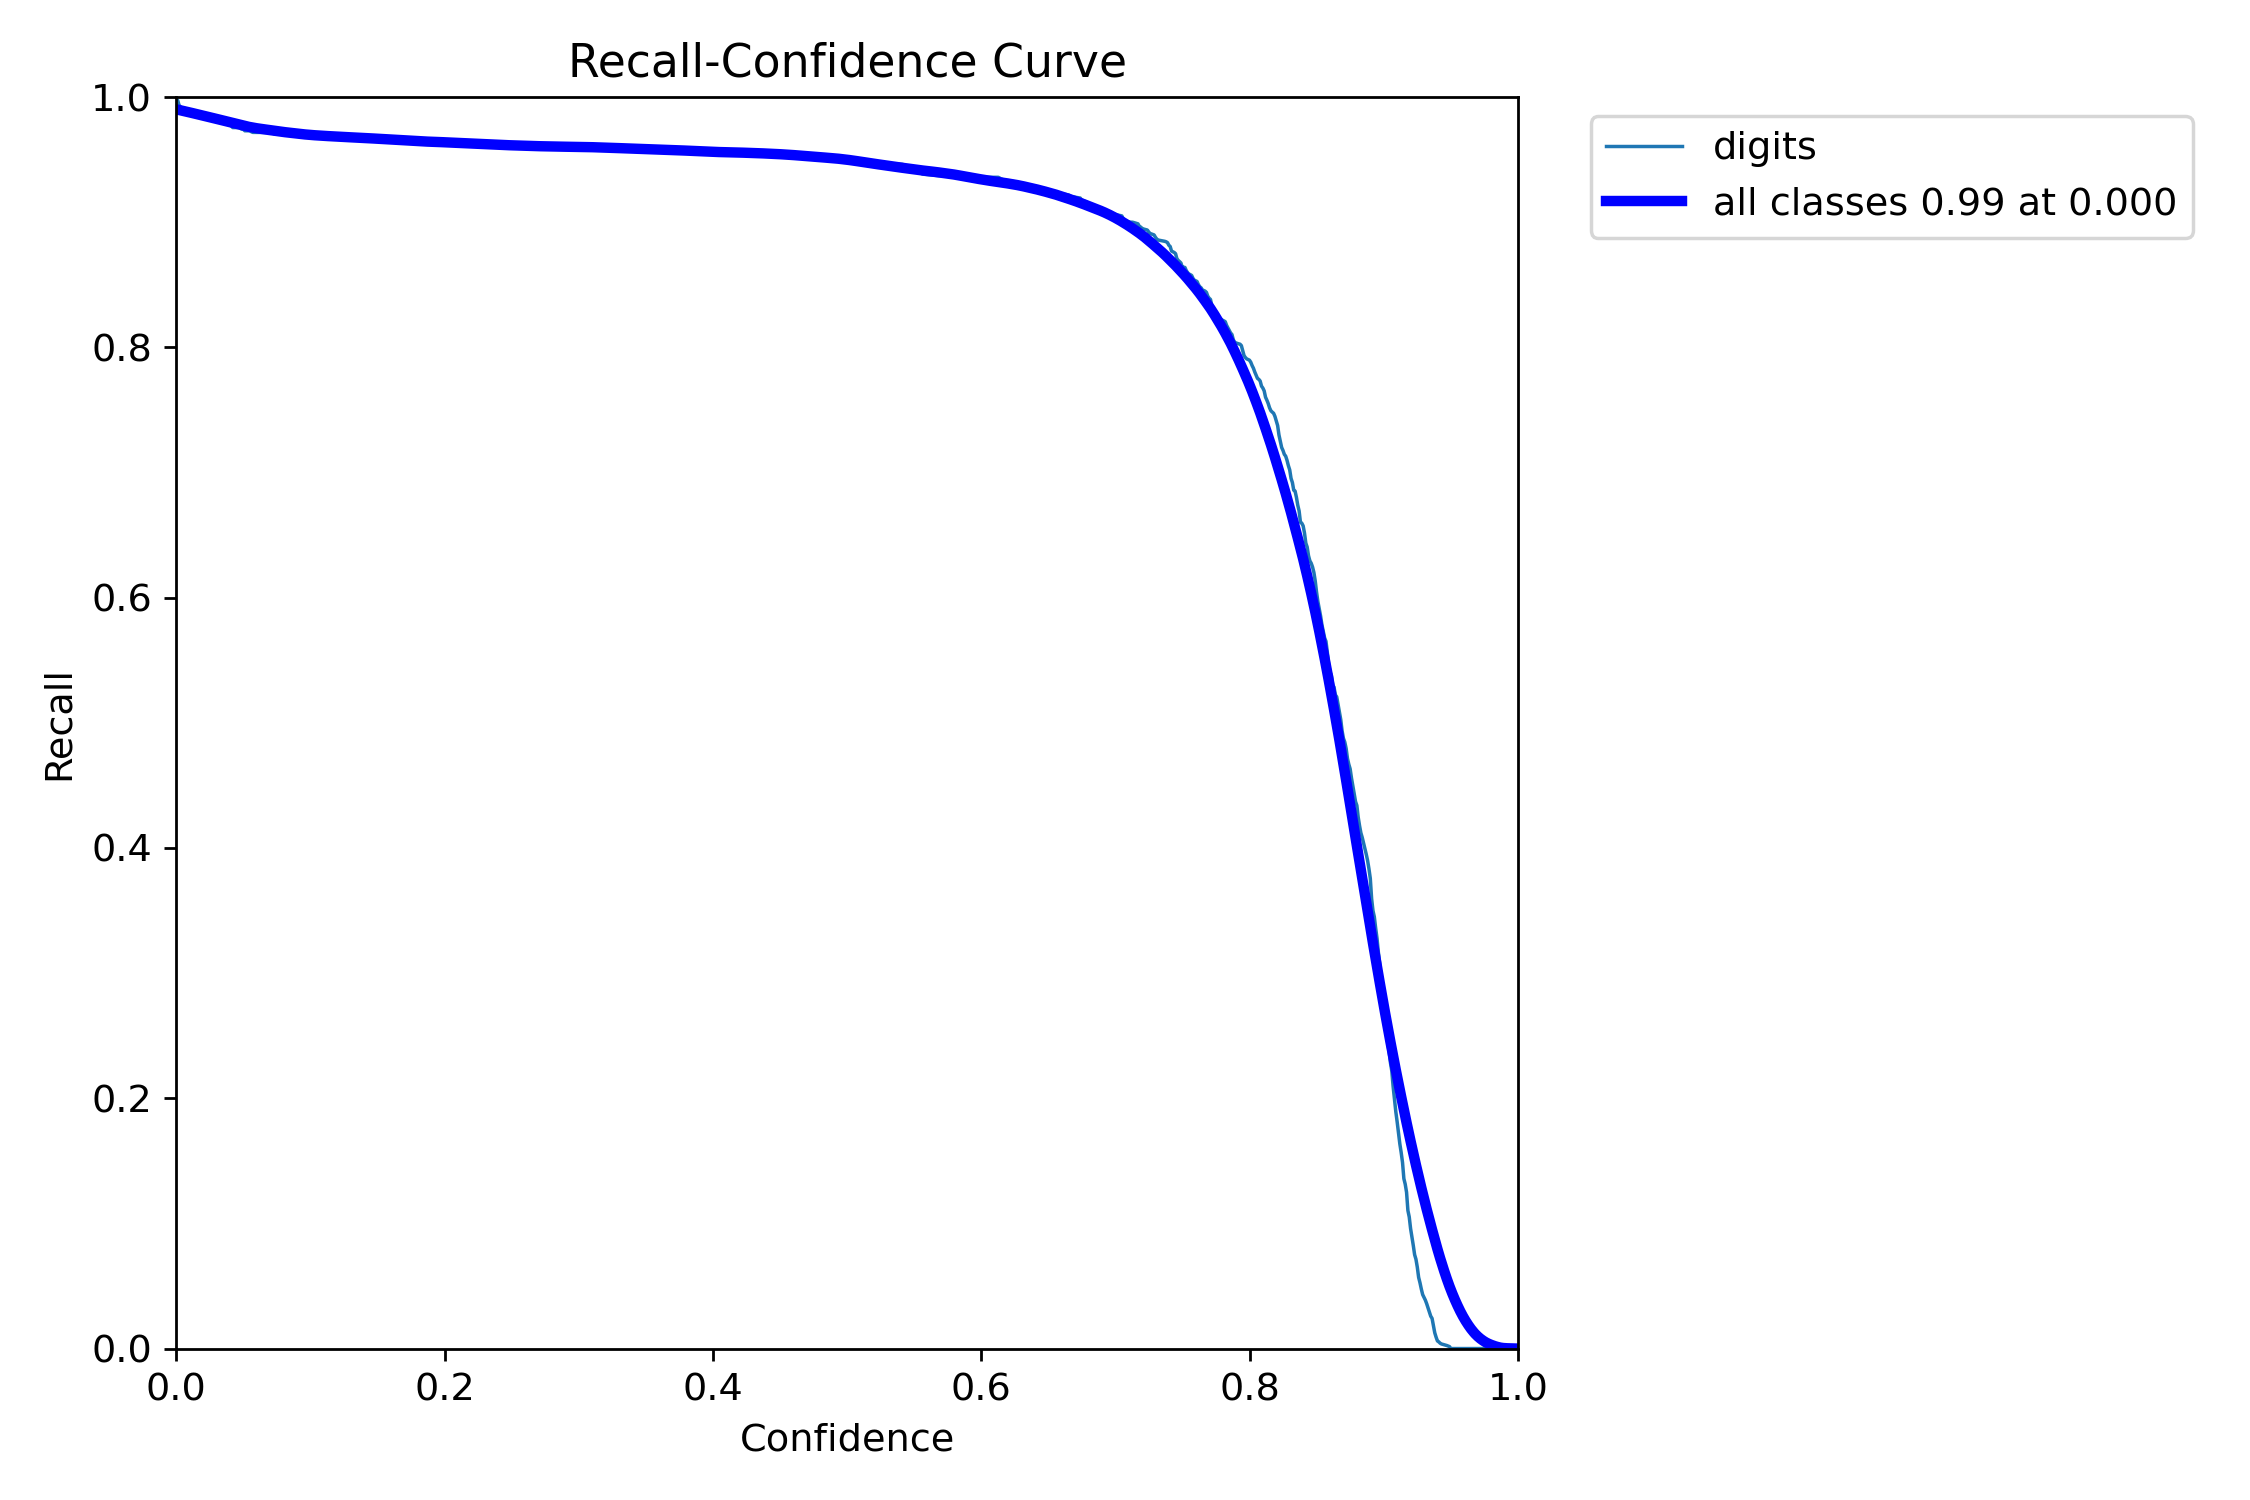 Recall-Confidence Curve
1.0
0.8
0.6
0.4
0.2
0.0
Recall
0.0 0.2 0.4 0.6 0.8 1.0
Confidence
digits
all classes 0.99 at 0.000